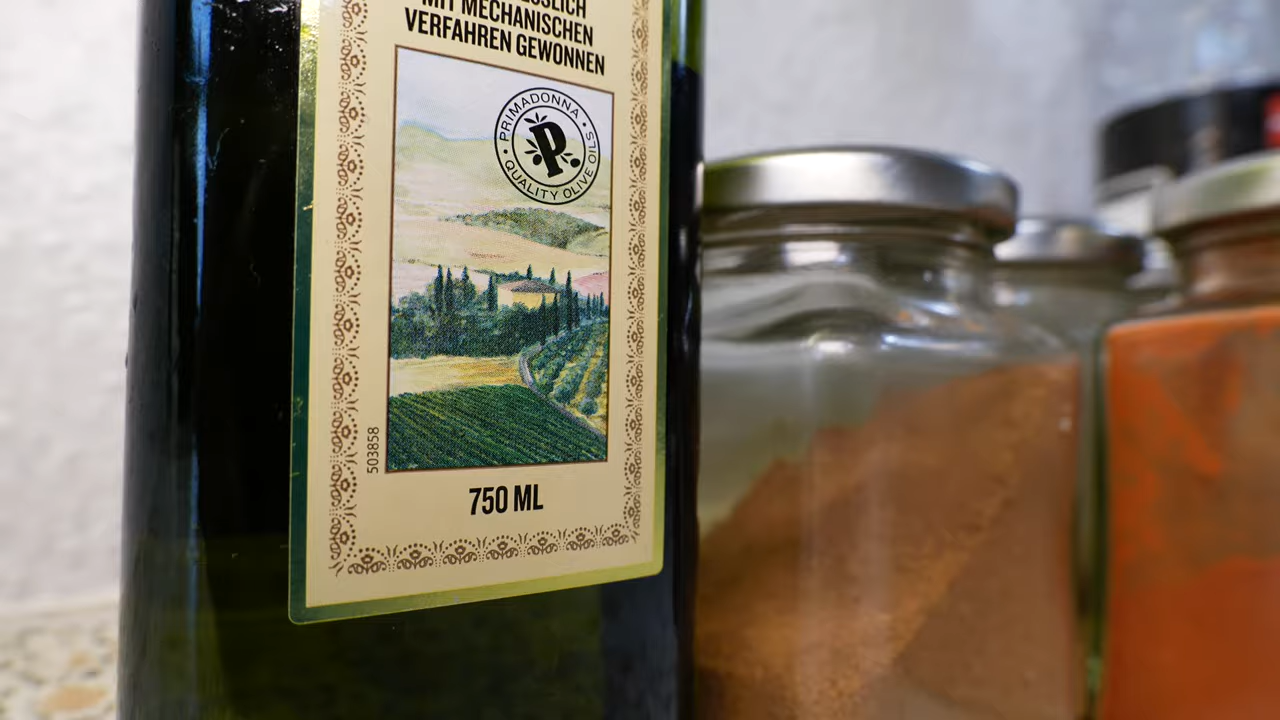 MIT MECHANISCHEN
VERFAHREN GEWONNEN
PRIMADONNA
P
QUALITY OLIVE OILS
503858
750 ML